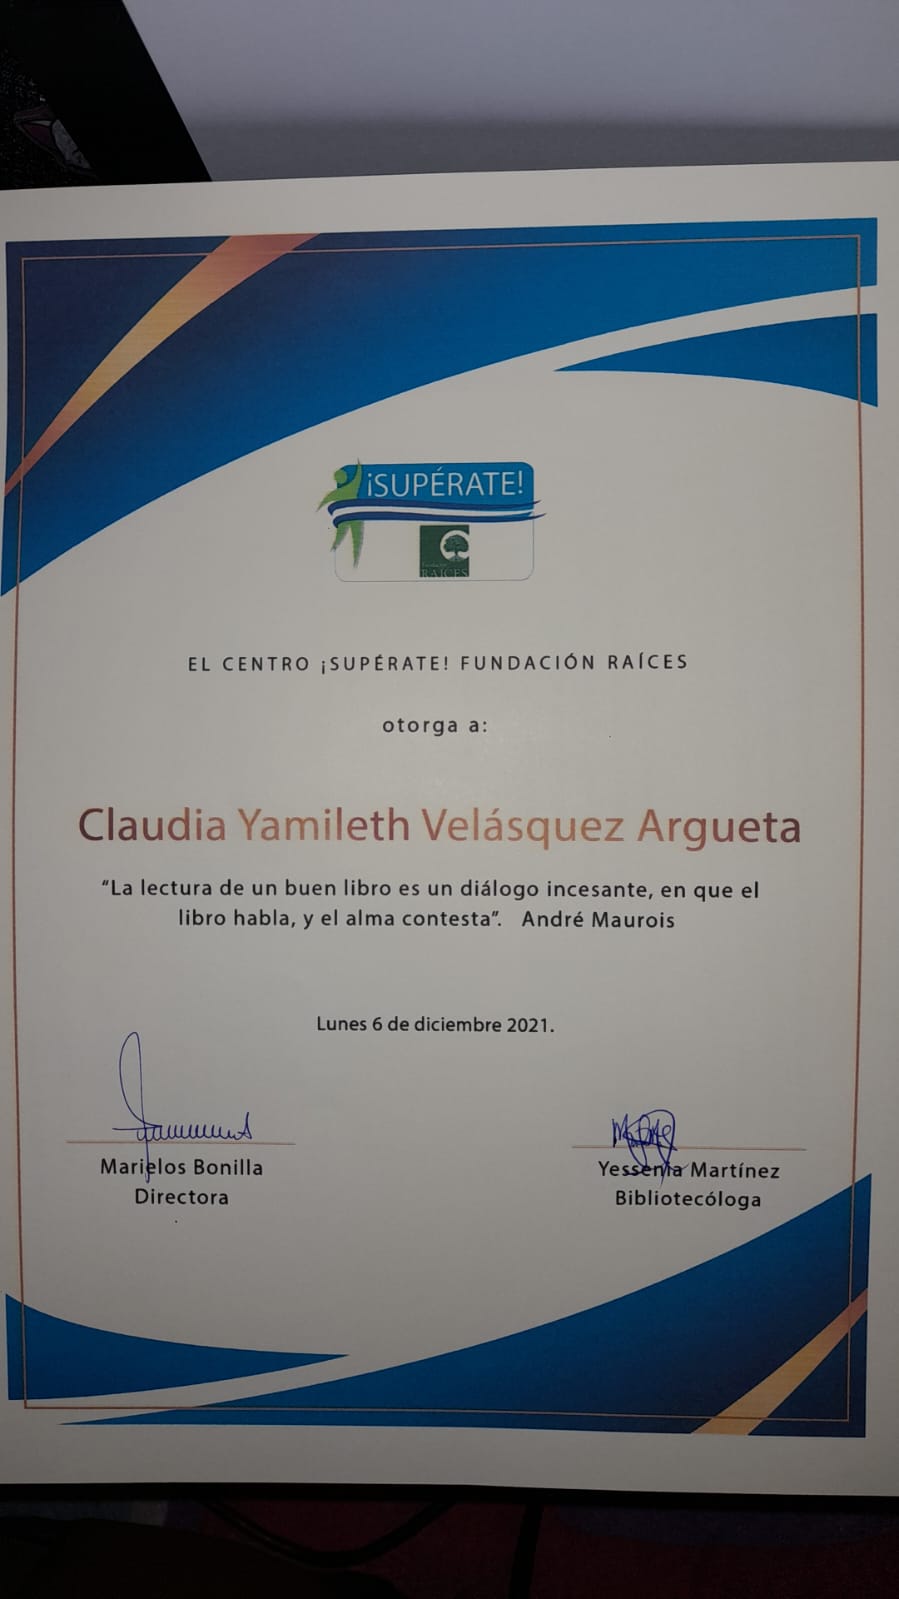 ¡SUPÉRATE!
Fundación
RAÍCES
EL CENTRO ¡SUPÉRATE! FUNDACIÓN RAÍCES
otorga a:
Claudia Yamileth Velásquez Argueta
“La lectura de un buen libro es un diálogo incesante, en que el
libro habla, y el alma contesta”. André Maurois
Lunes 6 de diciembre 2021.
Marielos Bonilla
Directora
Yessenia Martínez
Bibliotecóloga